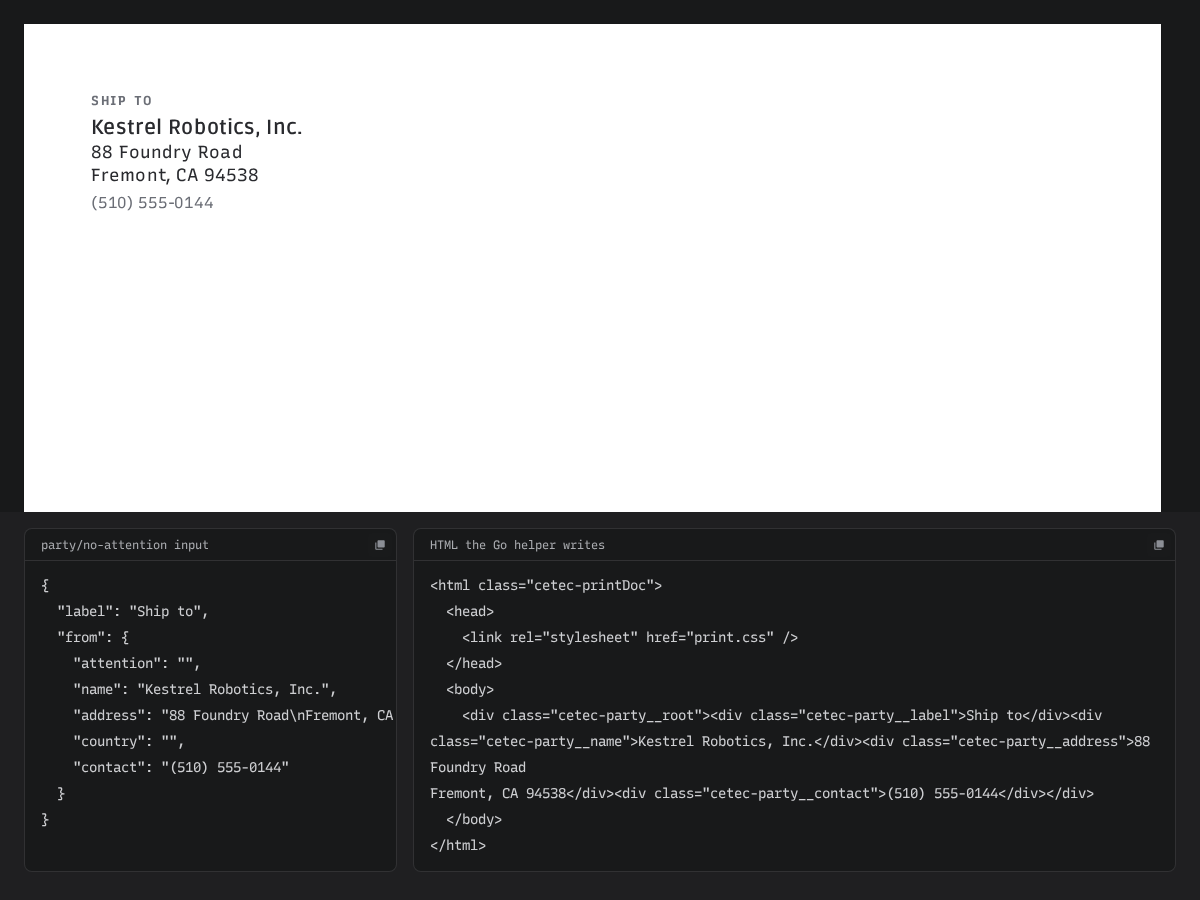 SHIP TO
Kestrel Robotics, Inc.
88 Foundry Road
Fremont, CA 94538
(510) 555-0144
party/no-attention input
{
  "label": "Ship to",
  "from": {
    "attention": "",
    "name": "Kestrel Robotics, Inc.",
    "address": "88 Foundry Road\nFremont, CA
    "country": "",
    "contact": "(510) 555-0144"
  }
}
HTML the Go helper writes
<html class="cetec-printDoc">
  <head>
    <link rel="stylesheet" href="print.css" />
  </head>
  <body>
    <div class="cetec-party__root"><div class="cetec-party__label">Ship to</div><div
class="cetec-party__name">Kestrel Robotics, Inc.</div><div class="cetec-party__address">88
Foundry Road
Fremont, CA 94538</div><div class="cetec-party__contact">(510) 555-0144</div></div>
  </body>
</html>